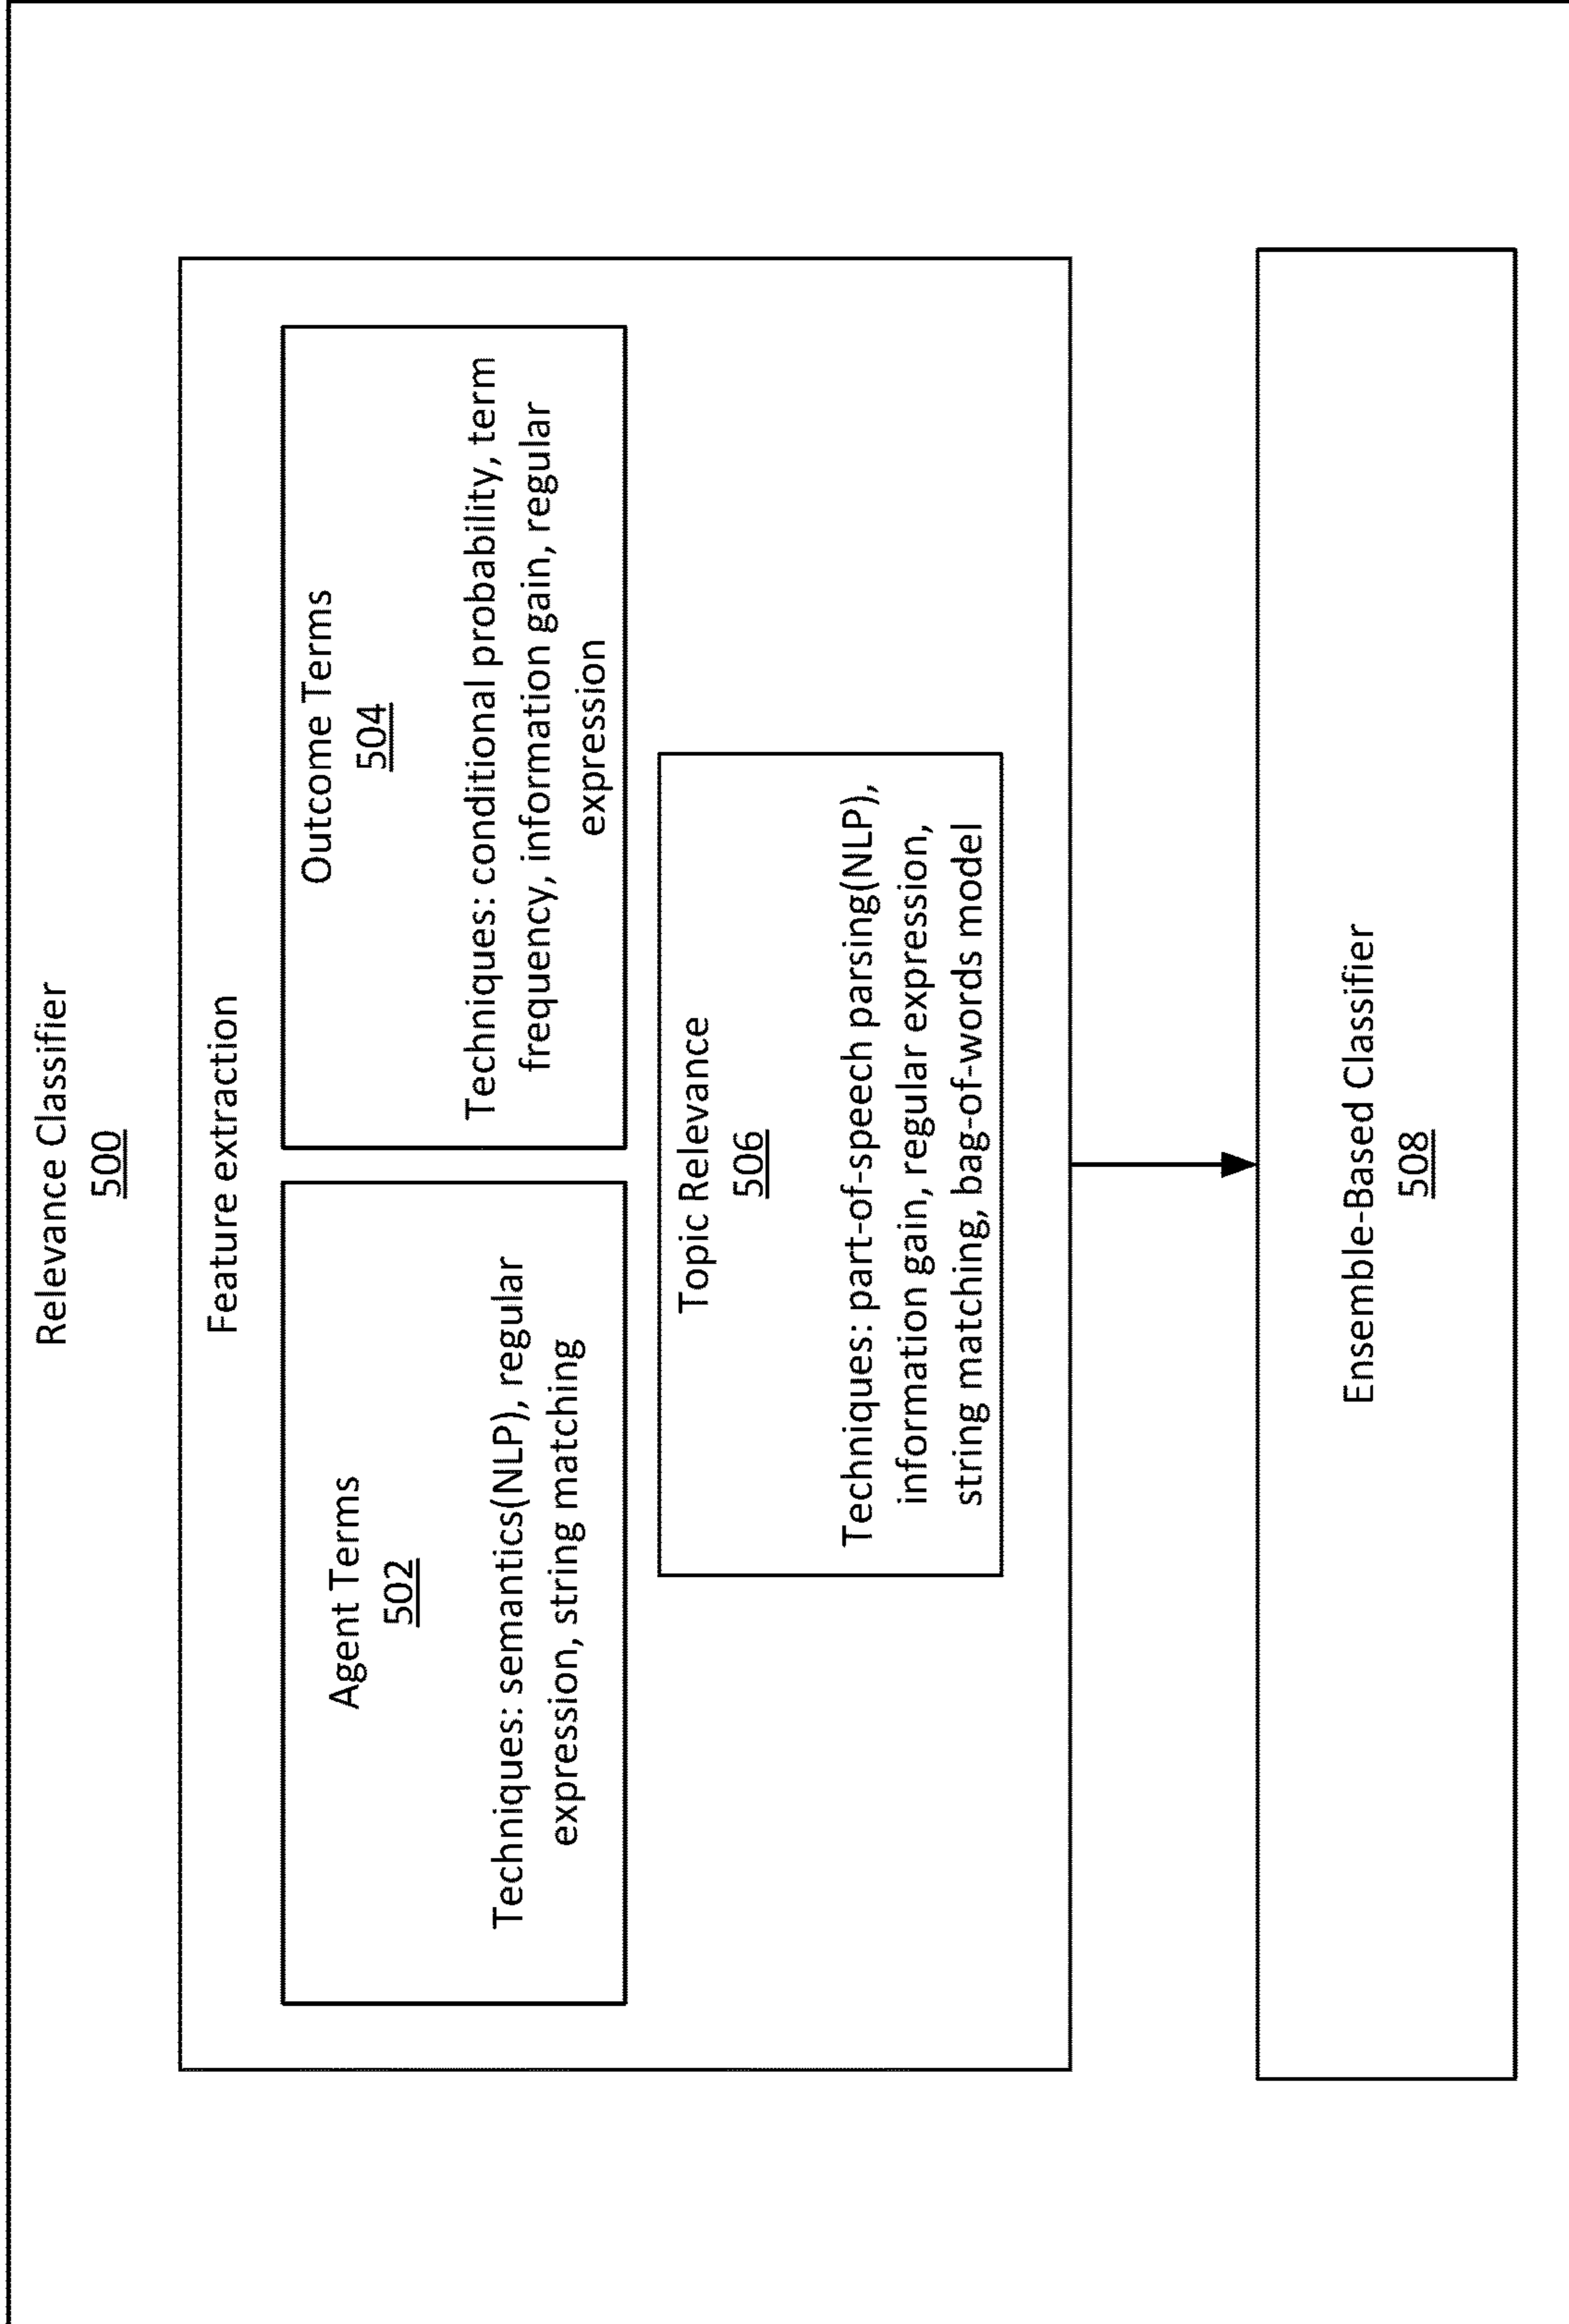 Relevance Classifier
500
Feature extraction
Agent Terms
502
Techniques: semantics(NLP), regular
expression, string matching
Outcome Terms
504
Techniques: conditional probability, term
frequency, information gain, regular
expression
Topic Relevance
506
Techniques: part-of-speech parsing(NLP),
information gain, regular expression,
string matching, bag-of-words model
Ensemble-Based Classifier
508